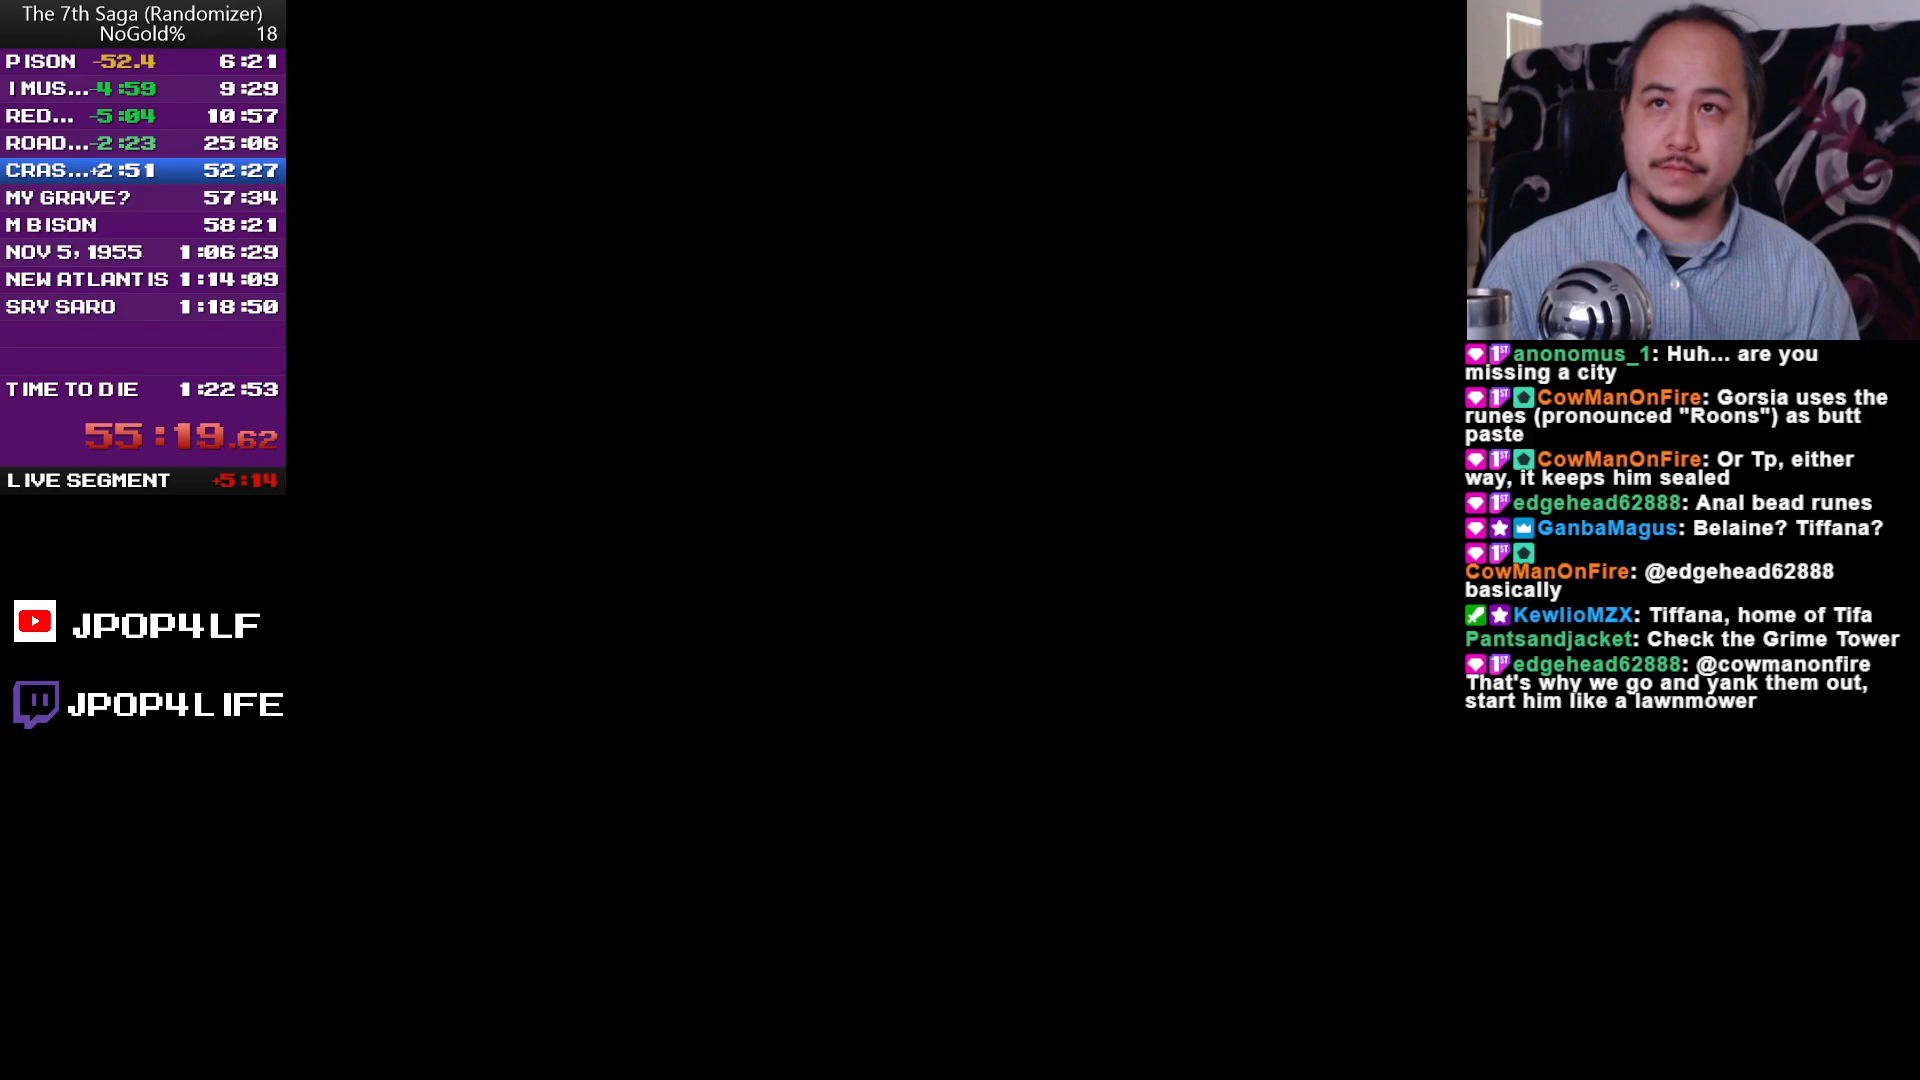 The 7th Saga (Randomizer)
NoGold% 18
PISON -52.4 6:21
I MUS... -4:59 9:29
RED... -5:04 10:57
ROAD... -2:23 25:06
CRAS... +2:51 52:27
MY GRAVE? 57:34
M BISON 58:21
NOV 5, 1955 1:06:29
NEW ATLANTIS 1:14:09
SRY SARO 1:18:50
TIME TO DIE 1:22:53
55:19.62
LIVE SEGMENT +5:14
JPOP4LF
JPOP4LIFE
anonomus_1: Huh... are you
missing a city
CowManOnFire: Gorsia uses the
runes (pronounced "Roons") as butt
paste
CowManOnFire: Or Tp, either
way, it keeps him sealed
edgehead62888: Anal bead runes
GanbaMagus: Belaine? Tiffana?
CowManOnFire: @edgehead62888
basically
KewlioMZX: Tiffana, home of Tifa
Pantsandjacket: Check the Grime Tower
edgehead62888: @cowmanonfire
That's why we go and yank them out,
start him like a lawnmower